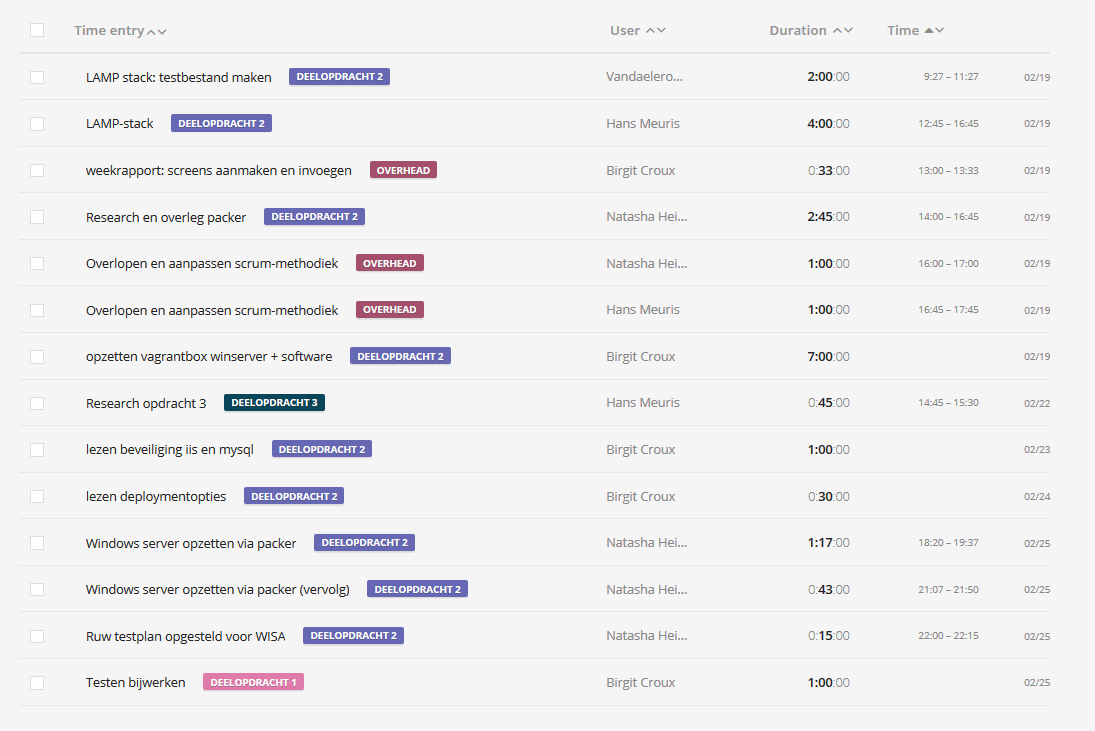 Time entry User Duration Time
LAMP stack: testbestand maken DEELOPDRACHT 2 Vandaelero... 2:00:00 9:27 – 11:27 02/19
LAMP-stack DEELOPDRACHT 2 Hans Meuris 4:00:00 12:45 – 16:45 02/19
weekrapport: screens aanmaken en invoegen OVERHEAD Birgit Croux 0:33:00 13:00 – 13:33 02/19
Research en overleg packer DEELOPDRACHT 2 Natasha Hei... 2:45:00 14:00 – 16:45 02/19
Overlopen en aanpassen scrum-methodiek OVERHEAD Natasha Hei... 1:00:00 16:00 – 17:00 02/19
Overlopen en aanpassen scrum-methodiek OVERHEAD Hans Meuris 1:00:00 16:45 – 17:45 02/19
opzetten vagrantbox winserver + software DEELOPDRACHT 2 Birgit Croux 7:00:00 02/19
Research opdracht 3 DEELOPDRACHT 3 Hans Meuris 0:45:00 14:45 – 15:30 02/22
lezen beveiliging iis en mysql DEELOPDRACHT 2 Birgit Croux 1:00:00 02/23
lezen deploymentopties DEELOPDRACHT 2 Birgit Croux 0:30:00 02/24
Windows server opzetten via packer DEELOPDRACHT 2 Natasha Hei... 1:17:00 18:20 – 19:37 02/25
Windows server opzetten via packer (vervolg) DEELOPDRACHT 2 Natasha Hei... 0:43:00 21:07 – 21:50 02/25
Ruw testplan opgesteld voor WISA DEELOPDRACHT 2 Natasha Hei... 0:15:00 22:00 – 22:15 02/25
Testen bijwerken DEELOPDRACHT 1 Birgit Croux 1:00:00 02/25